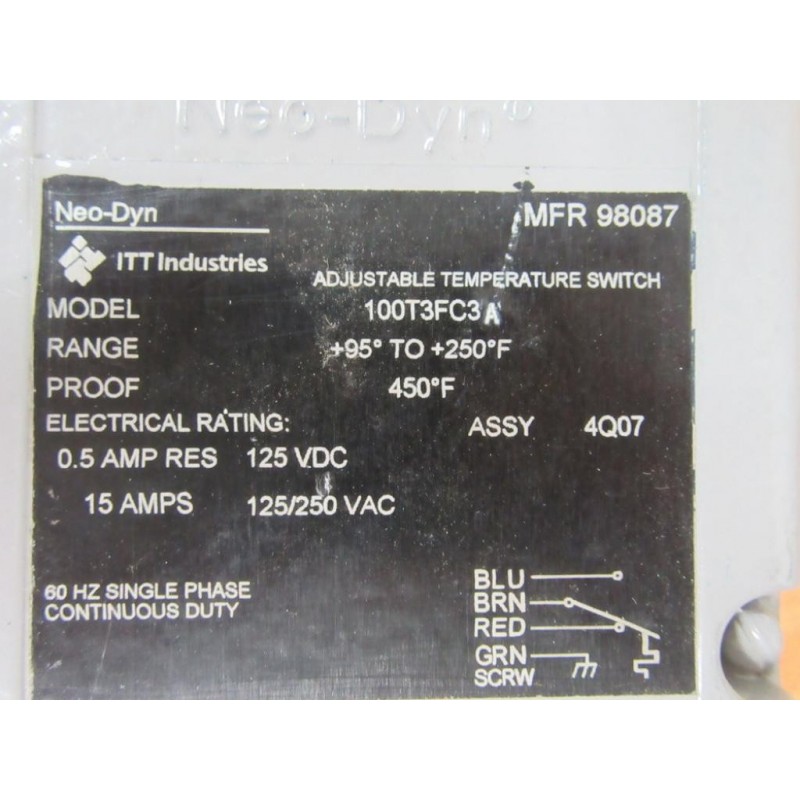 Neo-Dyn®
Neo-Dyn MFR 98087
ITT Industries
ADJUSTABLE TEMPERATURE SWITCH
MODEL 100T3FC3A
RANGE +95° TO +250°F
PROOF 450°F
ELECTRICAL RATING: ASSY 4Q07
0.5 AMP RES 125 VDC
15 AMPS 125/250 VAC
60 HZ SINGLE PHASE
CONTINUOUS DUTY
BLU
BRN
RED
GRN
SCRW